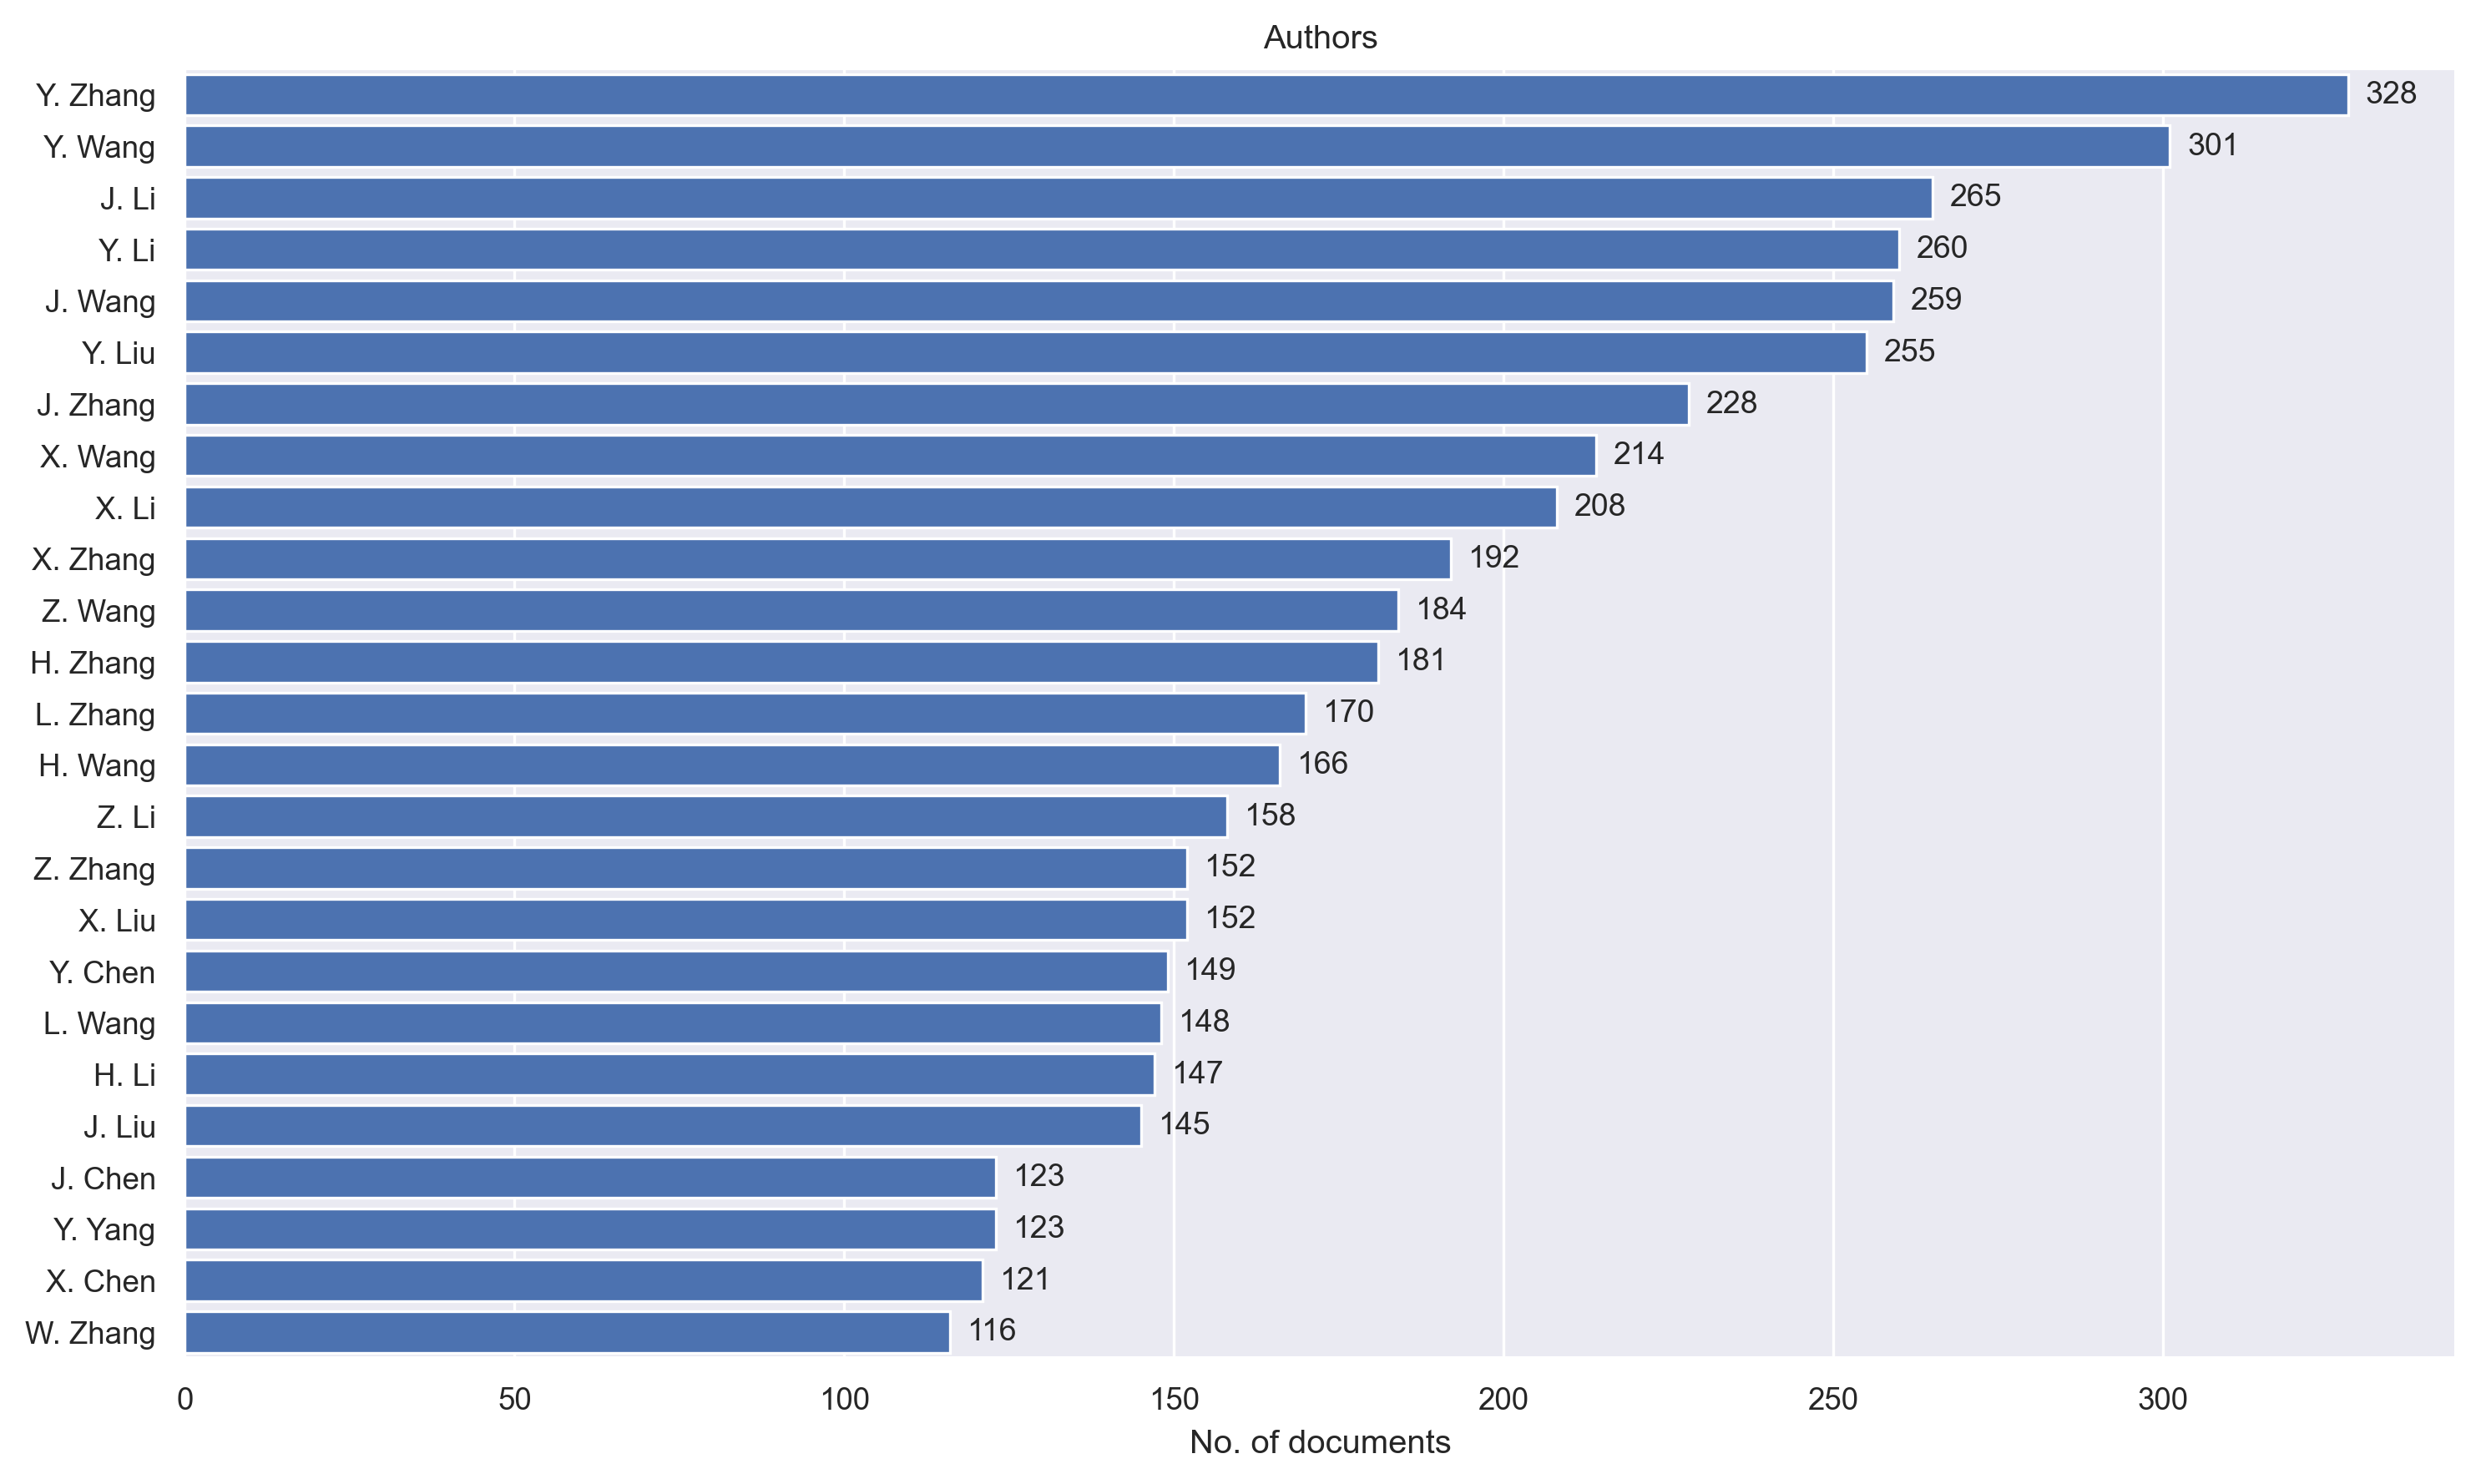 Authors
Y. Zhang 328
Y. Wang 301
J. Li 265
Y. Li 260
J. Wang 259
Y. Liu 255
J. Zhang 228
X. Wang 214
X. Li 208
X. Zhang 192
Z. Wang 184
H. Zhang 181
L. Zhang 170
H. Wang 166
Z. Li 158
Z. Zhang 152
X. Liu 152
Y. Chen 149
L. Wang 148
H. Li 147
J. Liu 145
J. Chen 123
Y. Yang 123
X. Chen 121
W. Zhang 116
0 50 100 150 200 250 300
No. of documents